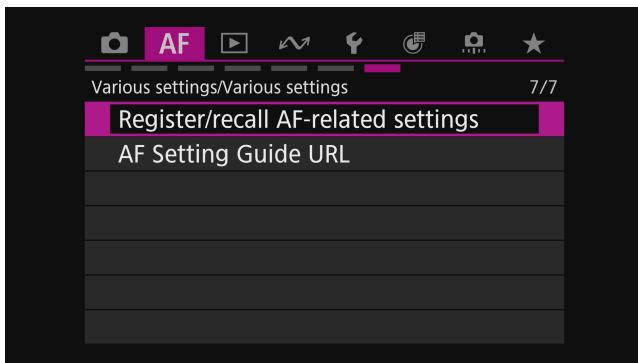 AF
Various settings/Various settings 7/7
Register/recall AF-related settings
AF Setting Guide URL